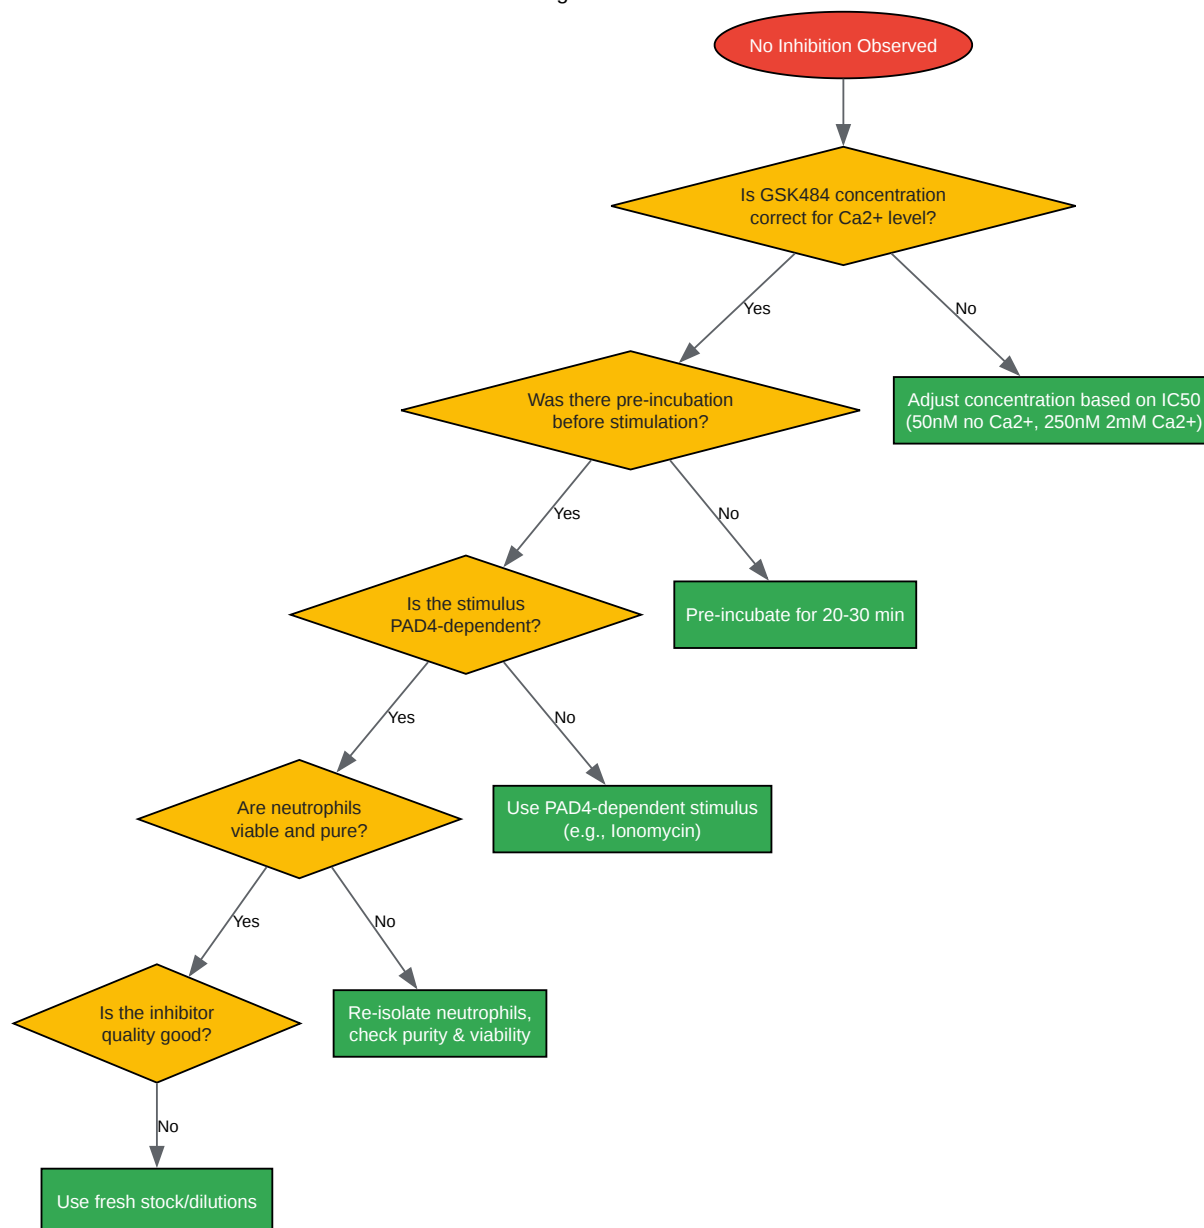 No Inhibition Observed
Is GSK484 concentration
correct for Ca2+ level?
Yes
No
Was there pre-incubation
before stimulation?
Adjust concentration based on IC50
(50nM no Ca2+, 250nM 2mM Ca2+)
Yes
No
Is the stimulus
PAD4-dependent?
Pre-incubate for 20-30 min
Yes
No
Are neutrophils
viable and pure?
Use PAD4-dependent stimulus
(e.g., Ionomycin)
Yes
No
Is the inhibitor
quality good?
Re-isolate neutrophils,
check purity & viability
No
Use fresh stock/dilutions